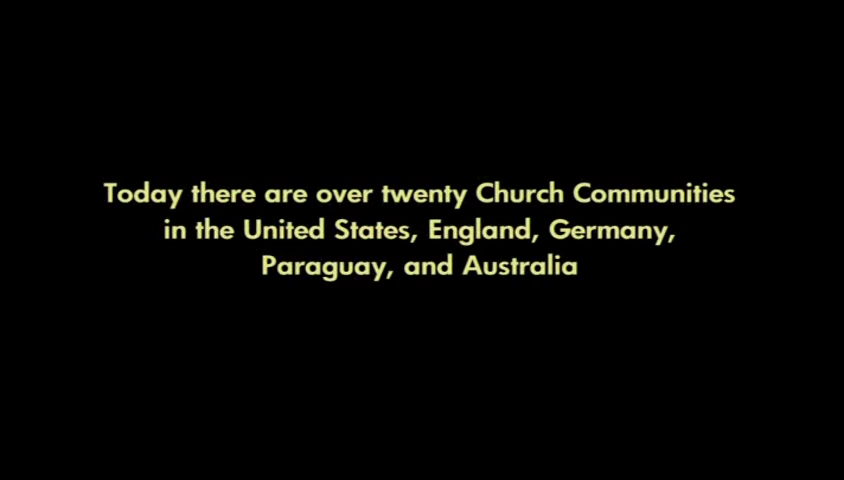 Today there are over twenty Church Communities
in the United States, England, Germany,
Paraguay, and Australia